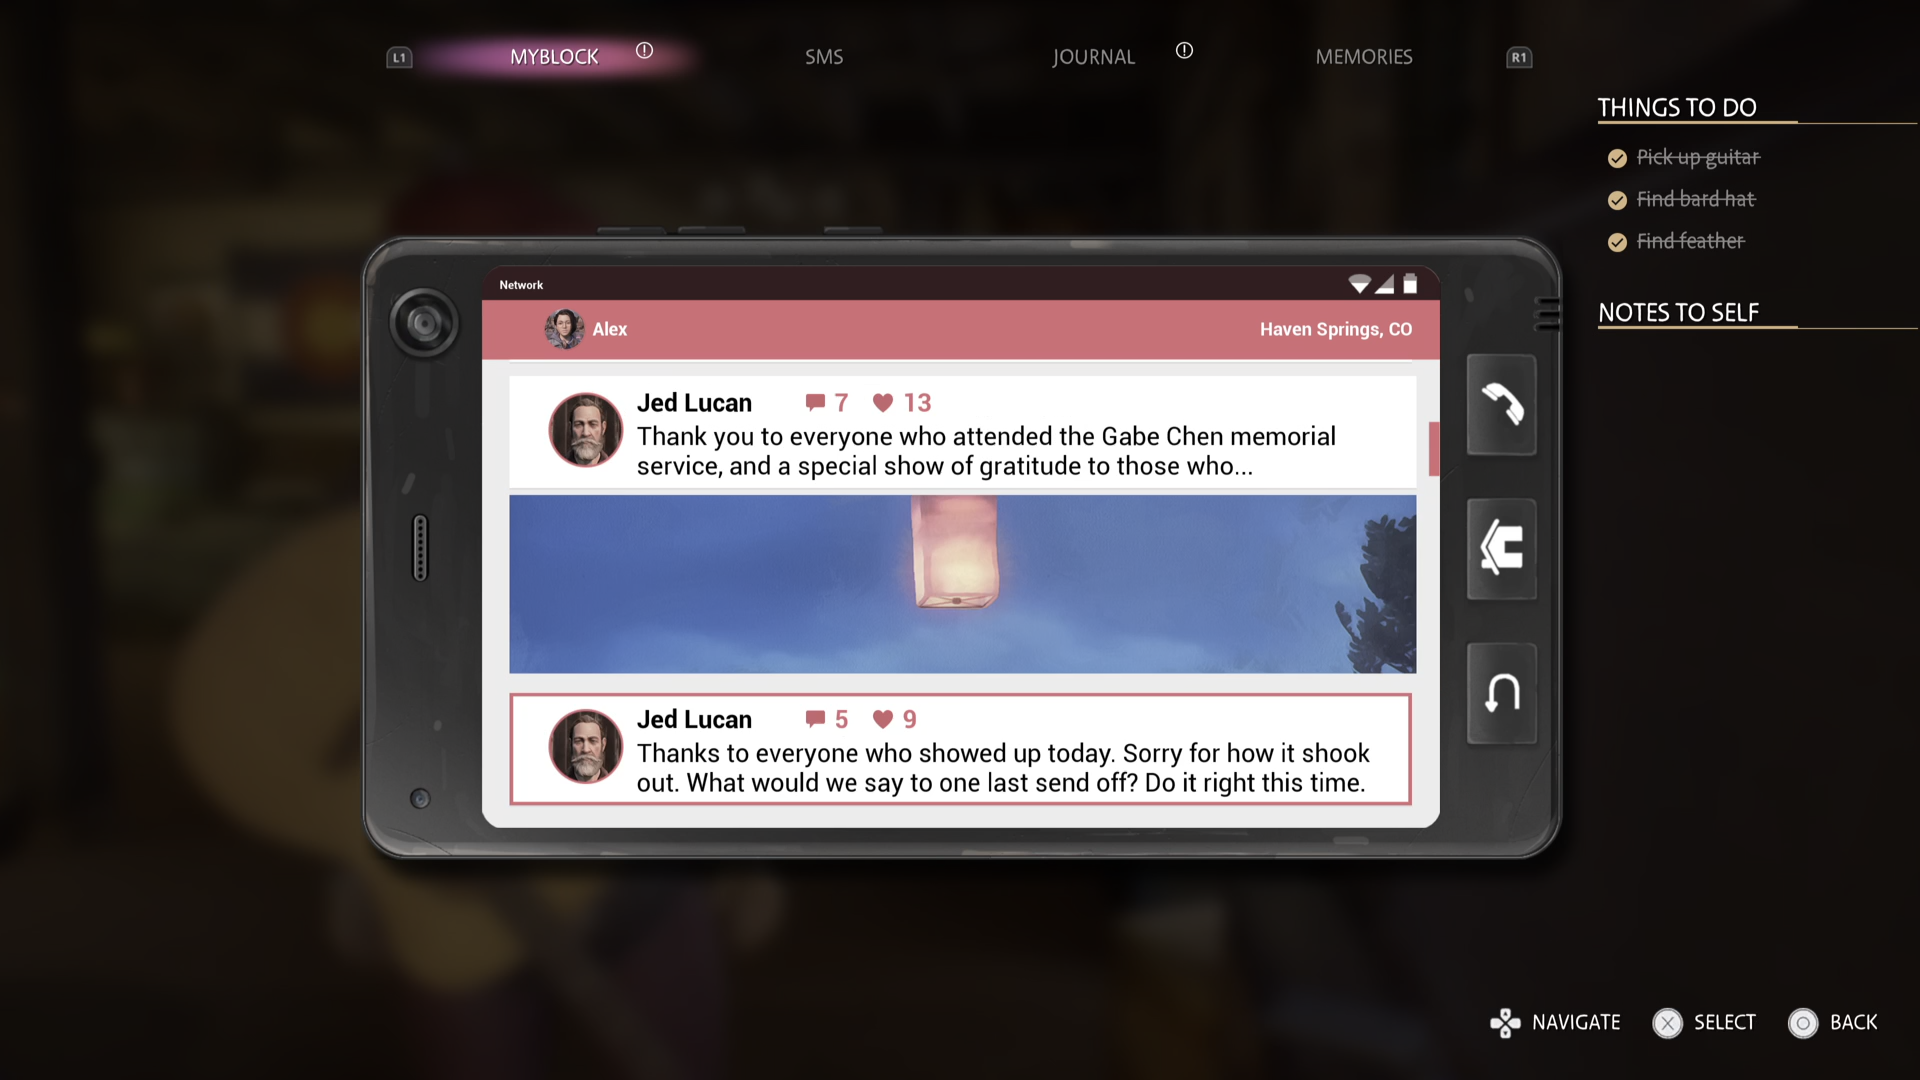 L1 MYBLOCK SMS JOURNAL MEMORIES R1
THINGS TO DO
Pick up guitar
Find bard hat
Find feather
NOTES TO SELF
Network
Alex Haven Springs, CO
Jed Lucan 7 13
Thank you to everyone who attended the Gabe Chen memorial
service, and a special show of gratitude to those who...
Jed Lucan 5 9
Thanks to everyone who showed up today. Sorry for how it shook
out. What would we say to one last send off? Do it right this time.
NAVIGATE SELECT BACK